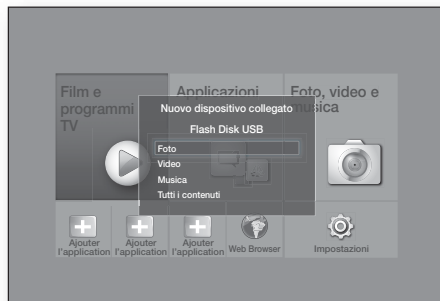 Film e
programmi
TV
Applicazioni
Foto, video e
musica
Nuovo dispositivo collegato
Flash Disk USB
Foto
Video
Musica
Tutti i contenuti
Ajouter
l'application
Ajouter
l'application
Ajouter
l'application
Web Browser
Impostazioni